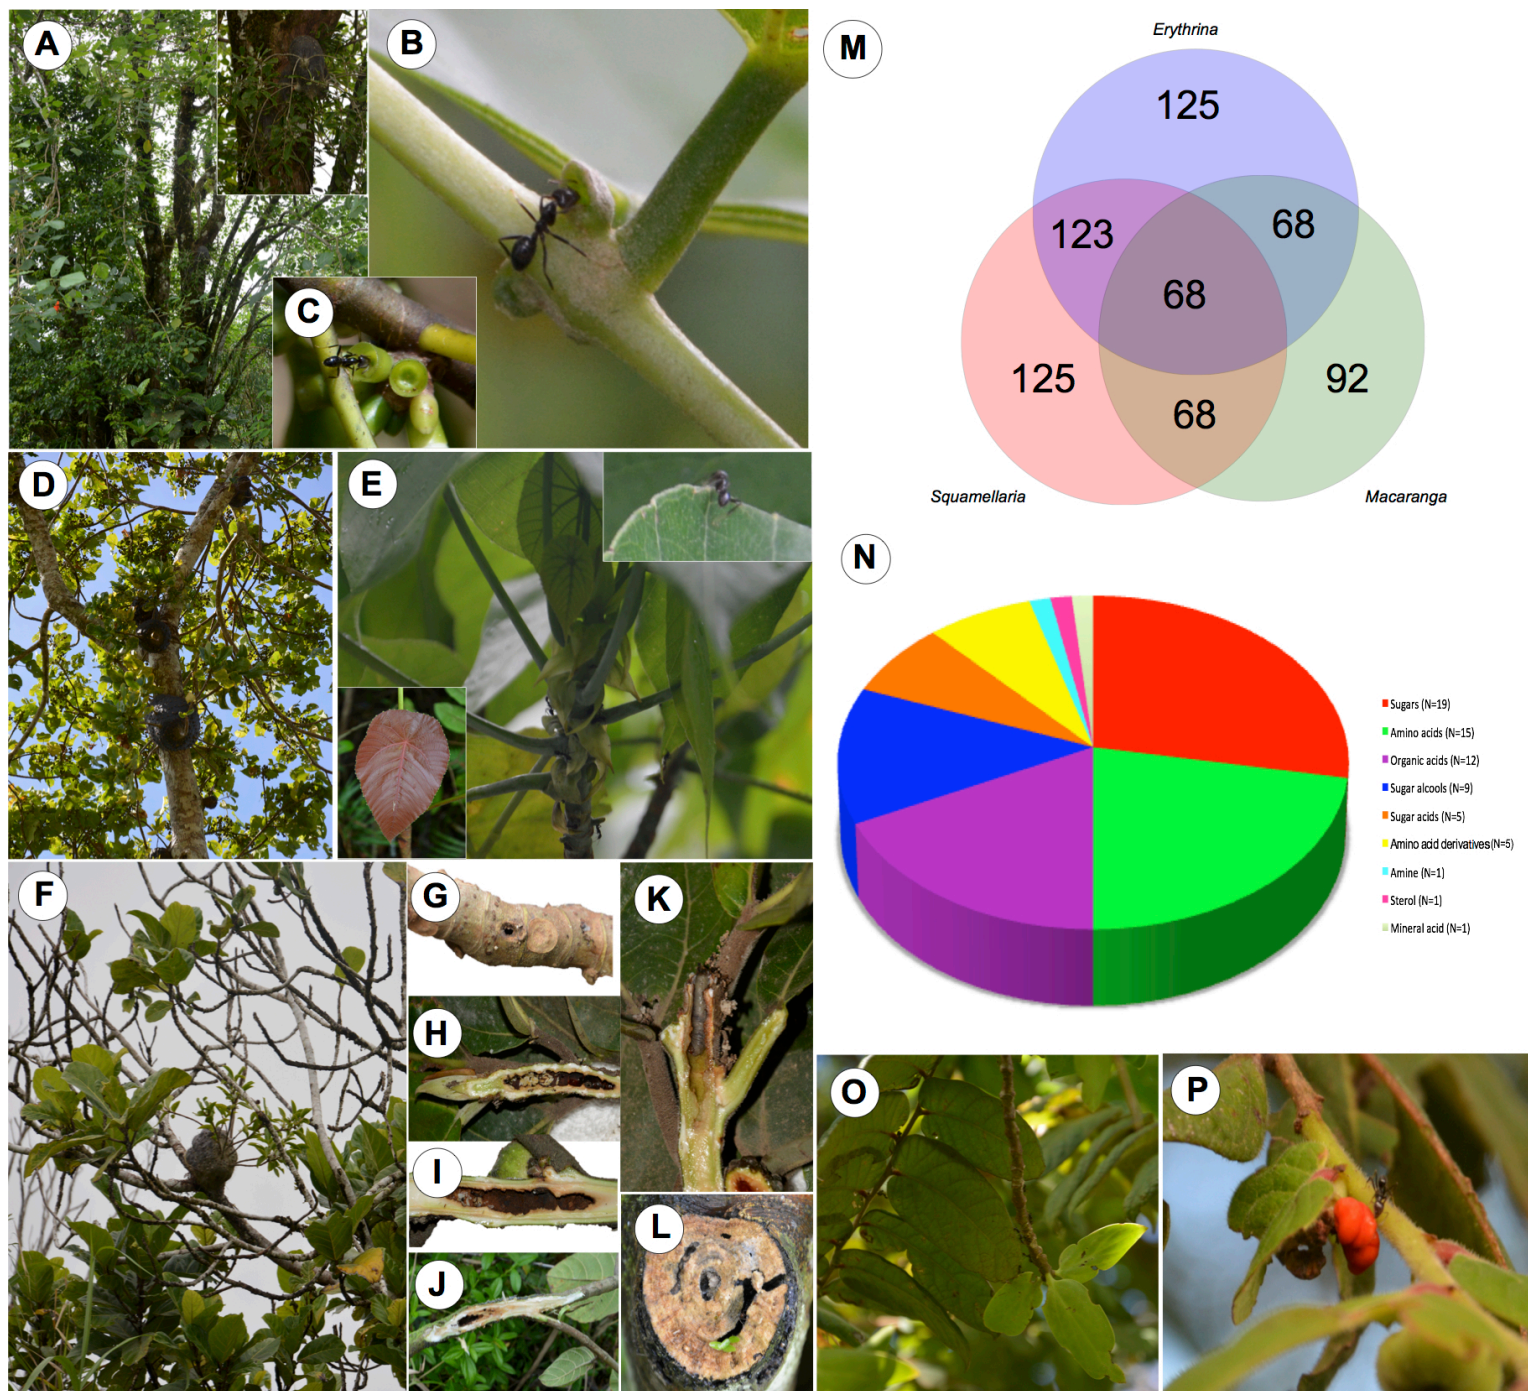 A
B
C
D
E
F
G
H
I
J
K
L
M
Erythrina
125
123
68
68
125
68
92
Squamellaria
Macaranga
N
Sugars (N=19)
Amino acids (N=15)
Organic acids (N=12)
Sugar alcools (N=9)
Sugar acids (N=5)
Amino acid derivatives(N=5)
Amine (N=1)
Sterol (N=1)
Mineral acid (N=1)
O
P